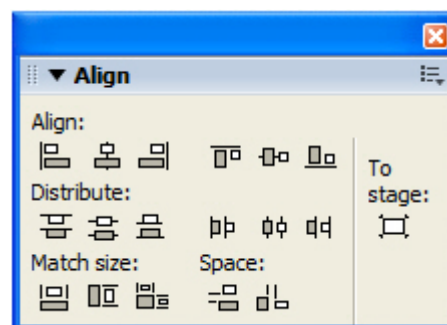 Align
Align:
To
stage:
Distribute:
Match size:
Space: